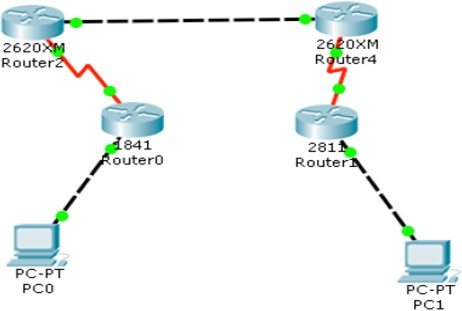 2620XM
Router2
2620XM
Router4
1841
Router0
2811
Router1
PC-PT
PC0
PC-PT
PC1